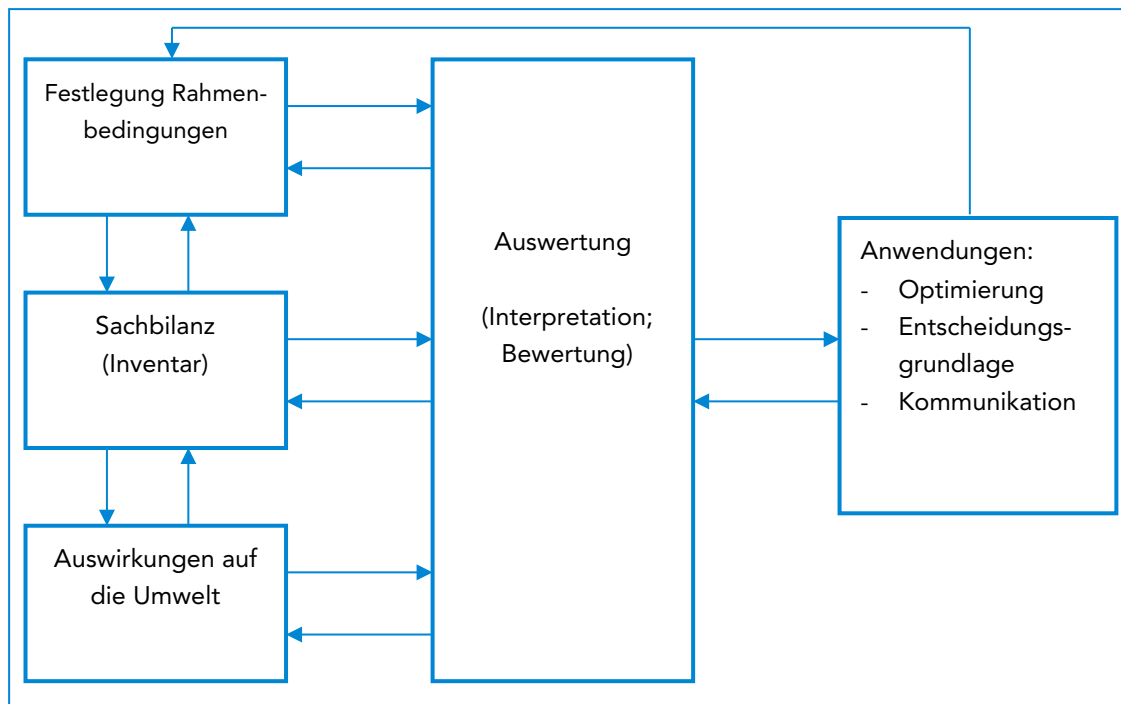 Festlegung Rahmen-
bedingungen
Sachbilanz
(Inventar)
Auswirkungen auf
die Umwelt
Auswertung
(Interpretation;
Bewertung)
Anwendungen:
- Optimierung
- Entscheidungs-
grundlage
- Kommunikation